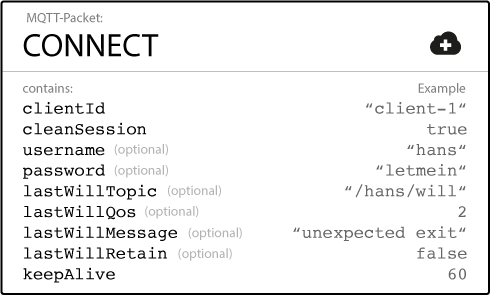 MQTT-Packet:
CONNECT
contains: Example
clientId “client-1“
cleanSession true
username (optional) “hans“
password (optional) “letmein“
lastWillTopic (optional) “/hans/will“
lastWillQos (optional) 2
lastWillMessage (optional) “unexpected exit“
lastWillRetain (optional) false
keepAlive 60